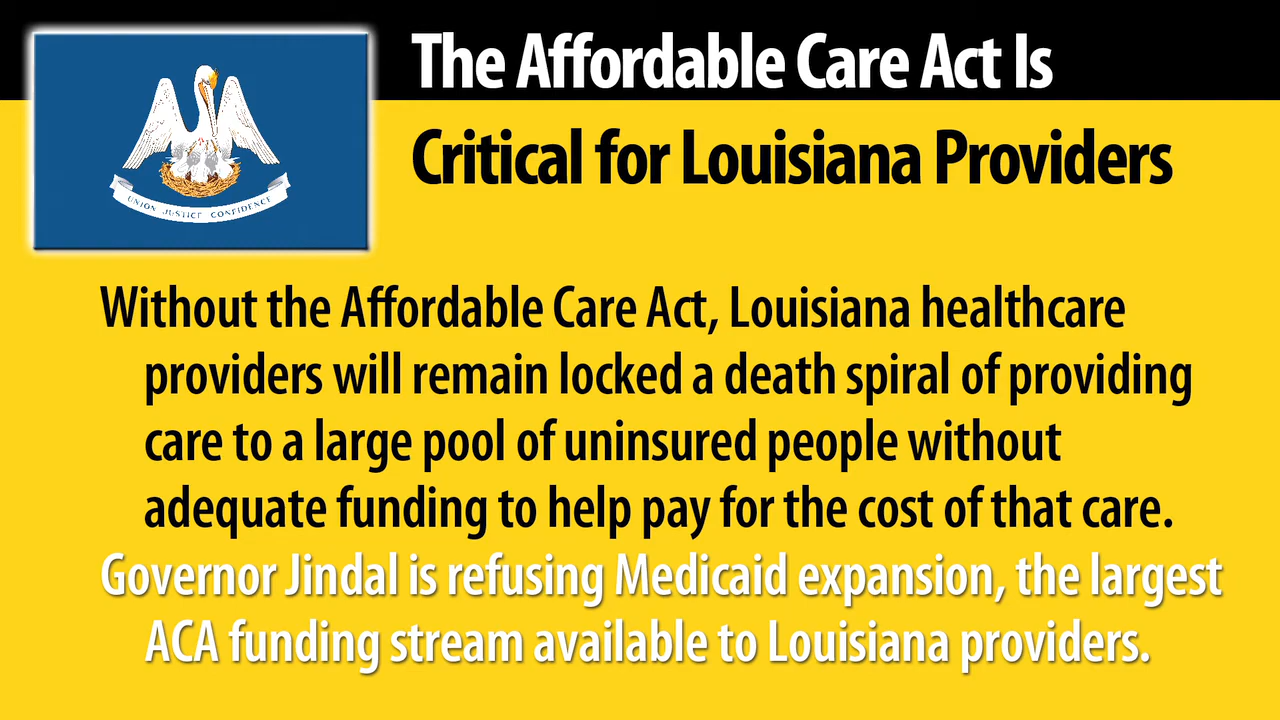 The Affordable Care Act Is
Critical for Louisiana Providers
UNION JUSTICE CONFIDENCE
Without the Affordable Care Act, Louisiana healthcare
providers will remain locked a death spiral of providing
care to a large pool of uninsured people without
adequate funding to help pay for the cost of that care.
Governor Jindal is refusing Medicaid expansion, the largest
ACA funding stream available to Louisiana providers.